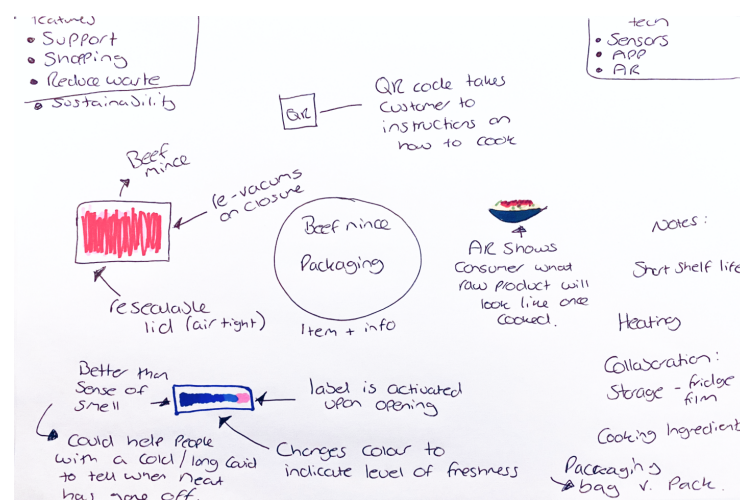 features
• Support
• Shopping
• Reduce waste
• Sustainability
tech
• Sensors
• APP
• AR
QR
QR code takes
customer to
instructions on
how to cook
Beef
mince
re-vacums
on closure
resealable
lid (air tight)
Beef mince
Packaging
Item + info
AR shows
consumer what
raw product will
look like once
cooked.
Notes:
Short shelf life
Heating
Collaboration:
Storage - fridge
film
Cooking Ingredient
Packaging
bag v. Pack.
Better than
sense of
smell
label is activated
upon opening
Could help people
with a cold/long Covid
to tell when meat
has gone off.
Changes colour to
indicate level of freshness